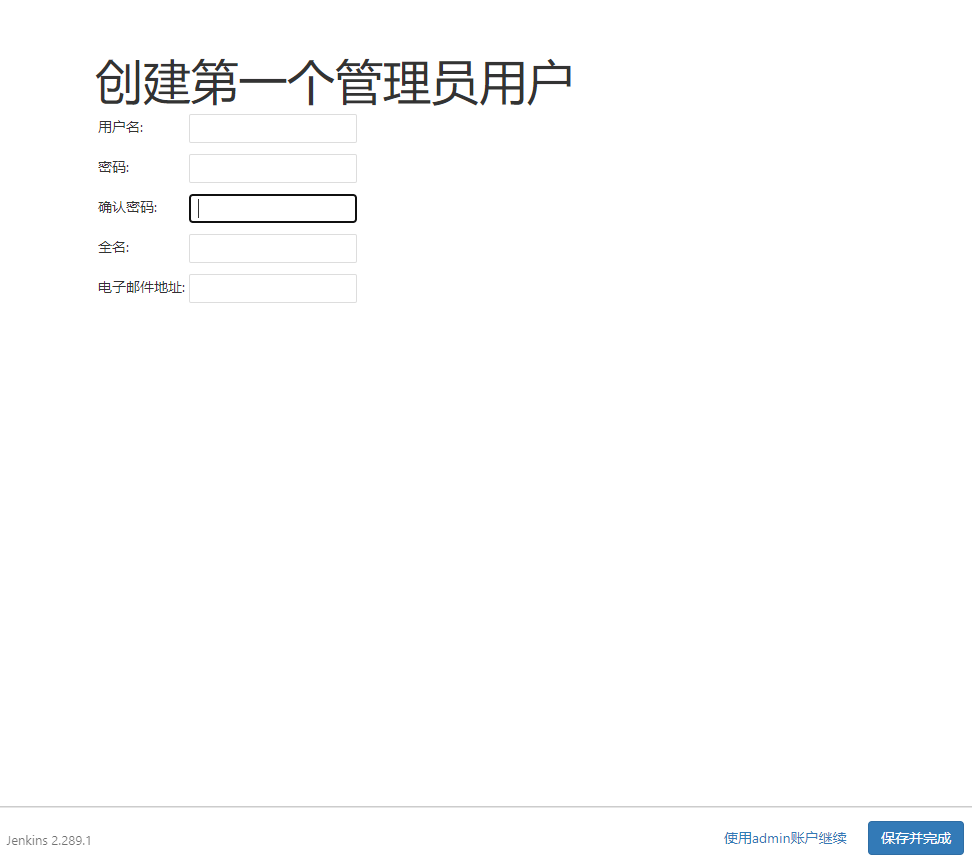 创建第一个管理员用户
用户名:
密码:
确认密码:
全名:
电子邮件地址:
Jenkins 2.289.1
使用admin账户继续
保存并完成